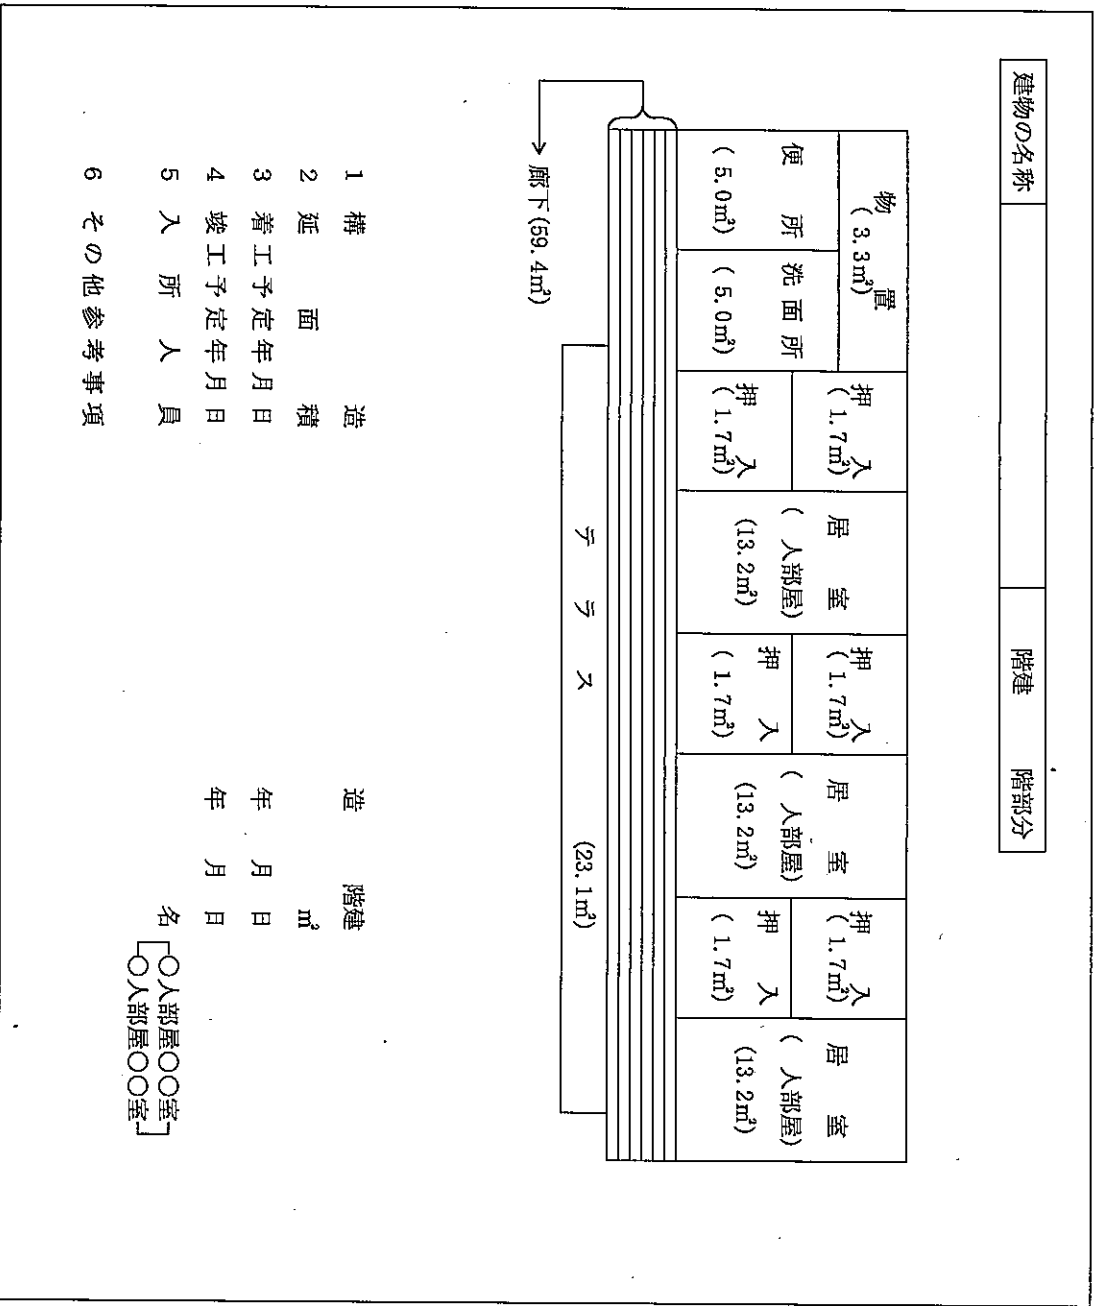 建物の名称
階建 階部分
物置
( 3.3㎡)
便所
( 5.0㎡)
洗面所
( 5.0㎡)
押入
( 1.7㎡)
押入
( 1.7㎡)
居室
( 人部屋)
(13.2㎡)
押入
( 1.7㎡)
押入
( 1.7㎡)
居室
( 人部屋)
(13.2㎡)
押入
( 1.7㎡)
押入
( 1.7㎡)
居室
( 人部屋)
(13.2㎡)
廊下(59.4㎡)
テラス (23.1㎡)
1 構造 造 階建
2 延面積 ㎡
3 着工予定年月日 年 月 日
4 竣工予定年月日 年 月 日
5 入所人員 名
〇人部屋〇〇室
〇人部屋〇〇室
6 その他参考事項